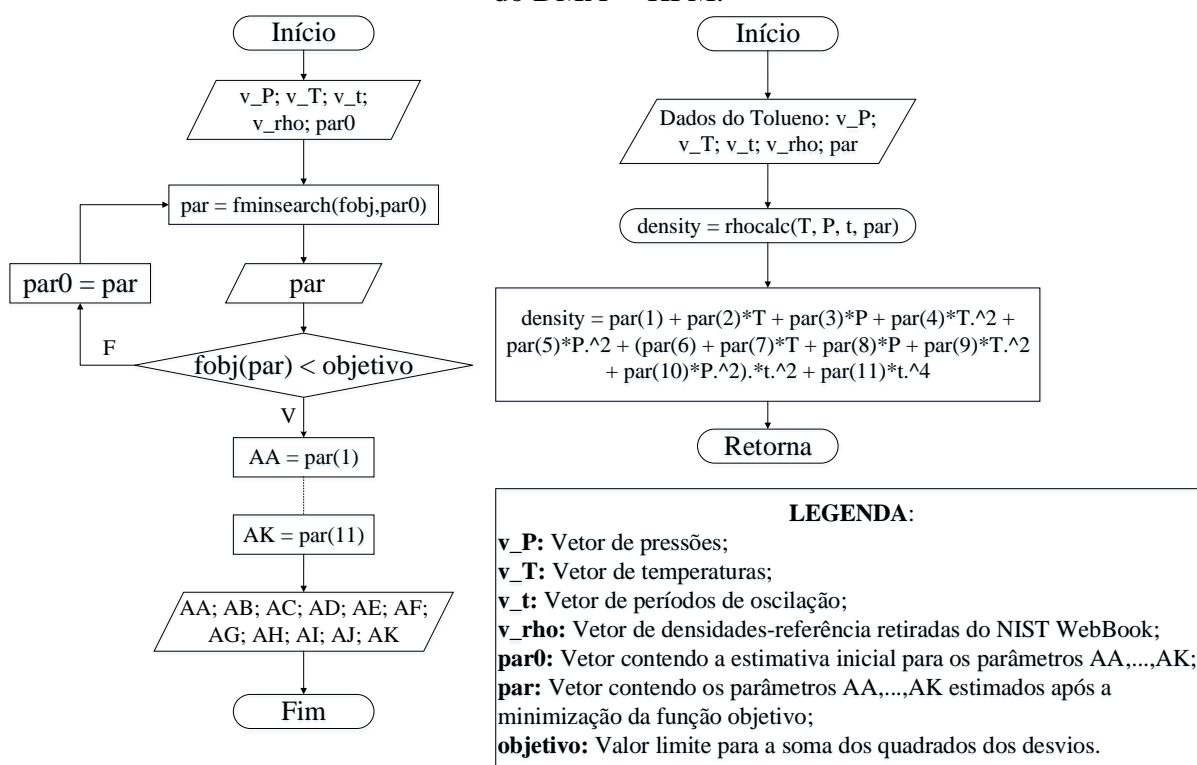 Início
v_P; v_T; v_t;
v_rho; par0
par = fminsearch(fobj,par0)
par0 = par
par
F
fobj(par) < objetivo
V
AA = par(1)
AK = par(11)
AA; AB; AC; AD; AE; AF;
AG; AH; AI; AJ; AK
Fim
Início
Dados do Tolueno: v_P;
v_T; v_t; v_rho; par
density = rhocalc(T, P, t, par)
density = par(1) + par(2)*T + par(3)*P + par(4)*T.^2 +
par(5)*P.^2 + (par(6) + par(7)*T + par(8)*P + par(9)*T.^2
+ par(10)*P.^2).*t.^2 + par(11)*t.^4
Retorna
LEGENDA:
v_P: Vetor de pressões;
v_T: Vetor de temperaturas;
v_t: Vetor de períodos de oscilação;
v_rho: Vetor de densidades-referência retiradas do NIST WebBook;
par0: Vetor contendo a estimativa inicial para os parâmetros AA,...,AK;
par: Vetor contendo os parâmetros AA,...,AK estimados após a
minimização da função objetivo;
objetivo: Valor limite para a soma dos quadrados dos desvios.